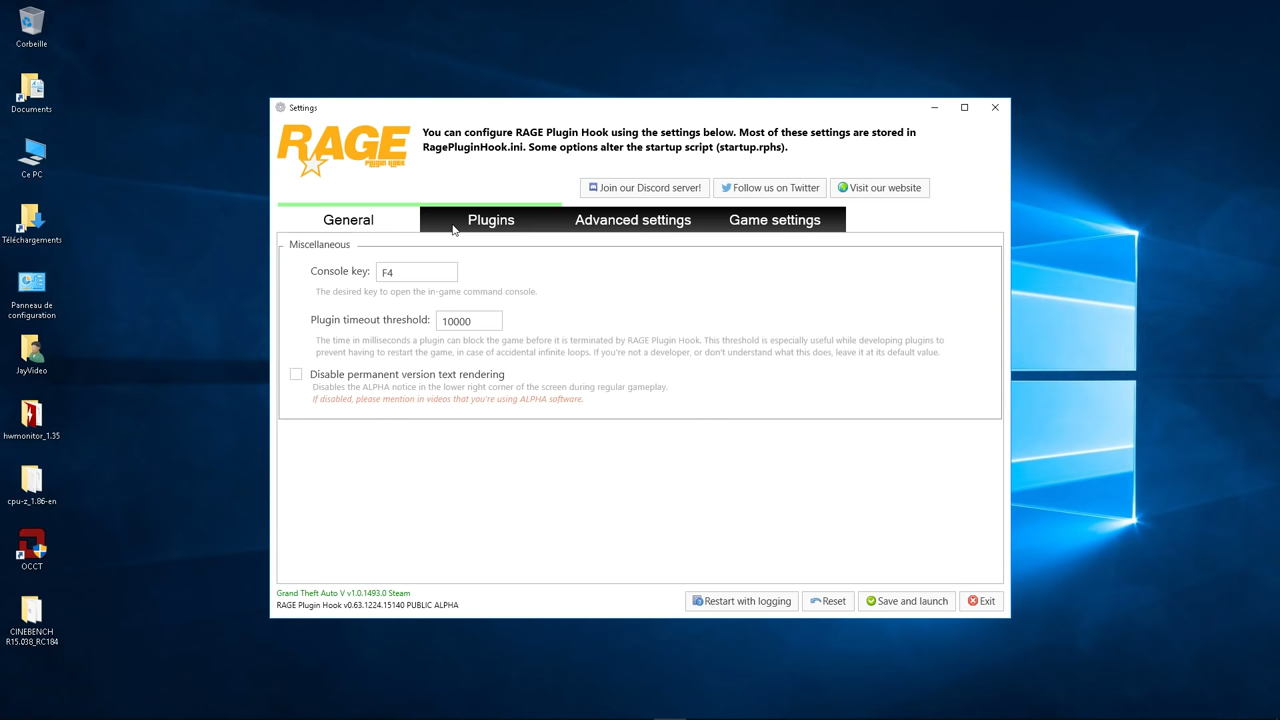 Corbeille
Documents
Ce PC
Téléchargements
Panneau de
configuration
JayVideo
hwmonitor_1.35
cpu-z_1.86-en
OCCT
CINEBENCH
R15.038_RC184
Settings
RAGE
PLUGIN HOOK
You can configure RAGE Plugin Hook using the settings below. Most of these settings are stored in
RagePluginHook.ini. Some options alter the startup script (startup.rphs).
Join our Discord server!
Follow us on Twitter
Visit our website
General
Plugins
Advanced settings
Game settings
Miscellaneous
Console key:
F4
The desired key to open the in-game command console.
Plugin timeout threshold:
10000
The time in milliseconds a plugin can block the game before it is terminated by RAGE Plugin Hook. This threshold is especially useful while developing plugins to
prevent having to restart the game, in case of accidental infinite loops. If you're not a developer, or don't understand what this does, leave it at its default value.
Disable permanent version text rendering
Disables the ALPHA notice in the lower right corner of the screen during regular gameplay.
If disabled, please mention in videos that you're using ALPHA software.
Grand Theft Auto V v1.0.1493.0 Steam
RAGE Plugin Hook v0.63.1224.15140 PUBLIC ALPHA
Restart with logging
Reset
Save and launch
Exit